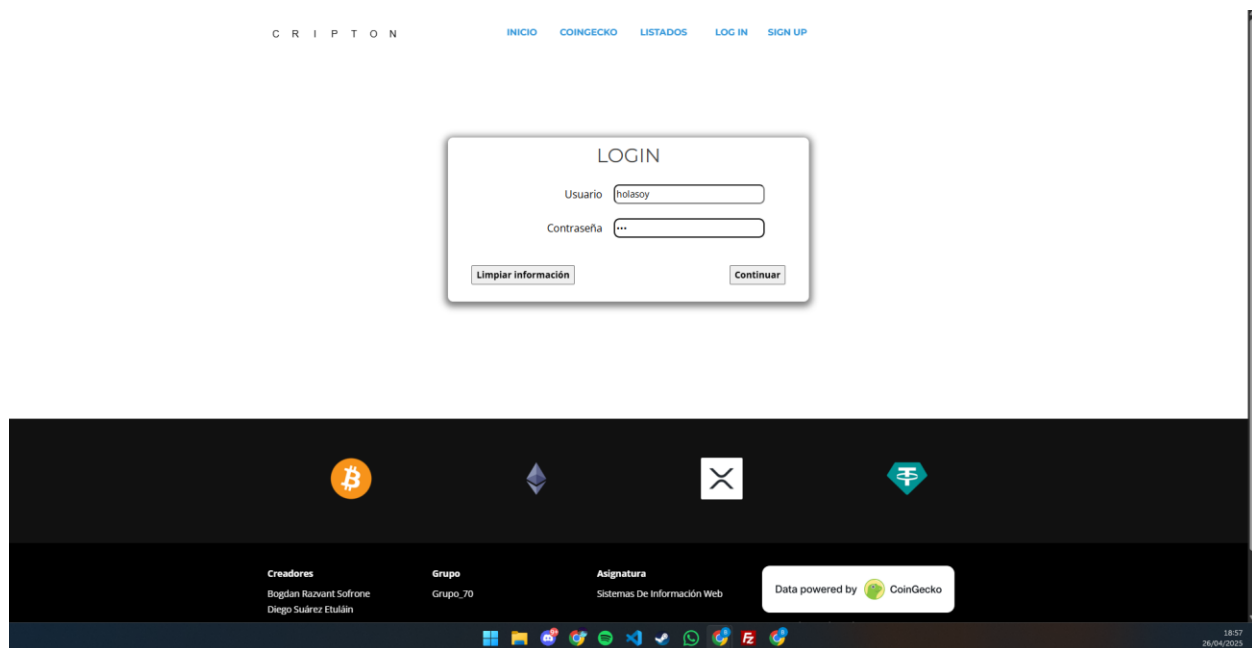 C R I P T O N
INICIO COINGECKO LISTADOS LOG IN SIGN UP
LOGIN
Usuario holasoy
Contraseña •••
Limpiar información Continuar
Creadores
Bogdan Razvant Sofrone
Diego Suárez Etuláin
Grupo
Grupo_70
Asignatura
Sistemas De Información Web
Data powered by CoinGecko
18:57
26/04/2025